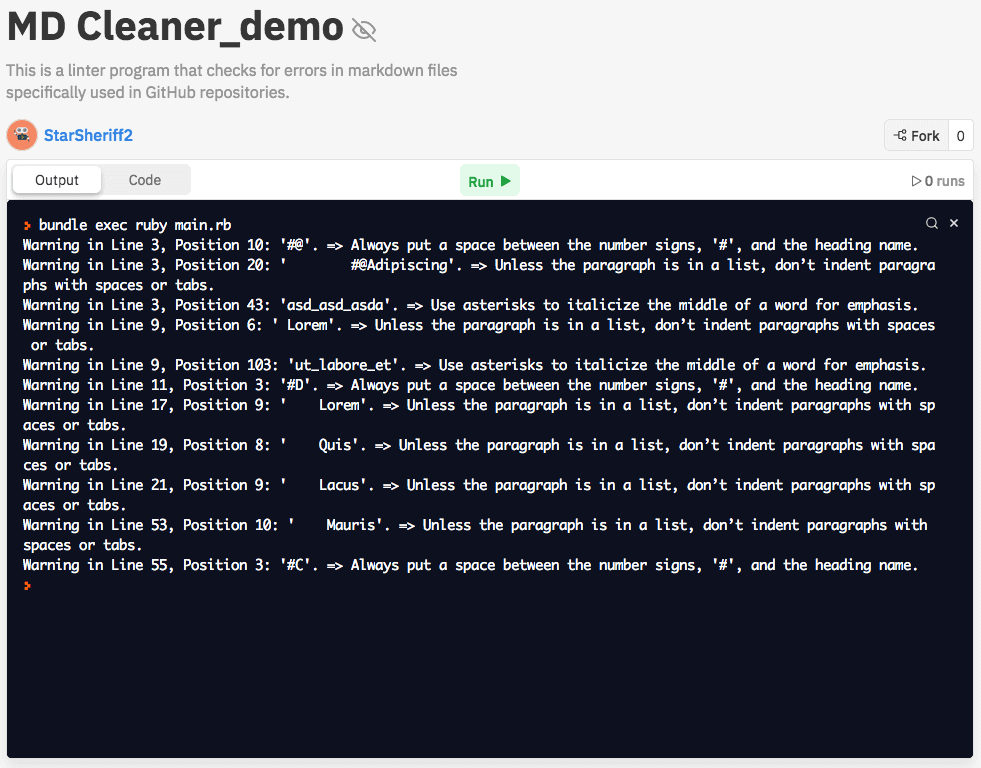 MD Cleaner_demo
This is a linter program that checks for errors in markdown files
specifically used in GitHub repositories.
StarSheriff2
Fork 0
Output Code Run 0 runs
bundle exec ruby main.rb
Warning in Line 3, Position 10: '#@'. => Always put a space between the number signs, '#', and the heading name.
Warning in Line 3, Position 20: '        #@Adipiscing'. => Unless the paragraph is in a list, don’t indent paragra
phs with spaces or tabs.
Warning in Line 3, Position 43: 'asd_asd_asda'. => Use asterisks to italicize the middle of a word for emphasis.
Warning in Line 9, Position 6: ' Lorem'. => Unless the paragraph is in a list, don’t indent paragraphs with spaces
 or tabs.
Warning in Line 9, Position 103: 'ut_labore_et'. => Use asterisks to italicize the middle of a word for emphasis.
Warning in Line 11, Position 3: '#D'. => Always put a space between the number signs, '#', and the heading name.
Warning in Line 17, Position 9: '    Lorem'. => Unless the paragraph is in a list, don’t indent paragraphs with sp
aces or tabs.
Warning in Line 19, Position 8: '    Quis'. => Unless the paragraph is in a list, don’t indent paragraphs with spa
ces or tabs.
Warning in Line 21, Position 9: '    Lacus'. => Unless the paragraph is in a list, don’t indent paragraphs with sp
aces or tabs.
Warning in Line 53, Position 10: '    Mauris'. => Unless the paragraph is in a list, don’t indent paragraphs with
spaces or tabs.
Warning in Line 55, Position 3: '#C'. => Always put a space between the number signs, '#', and the heading name.